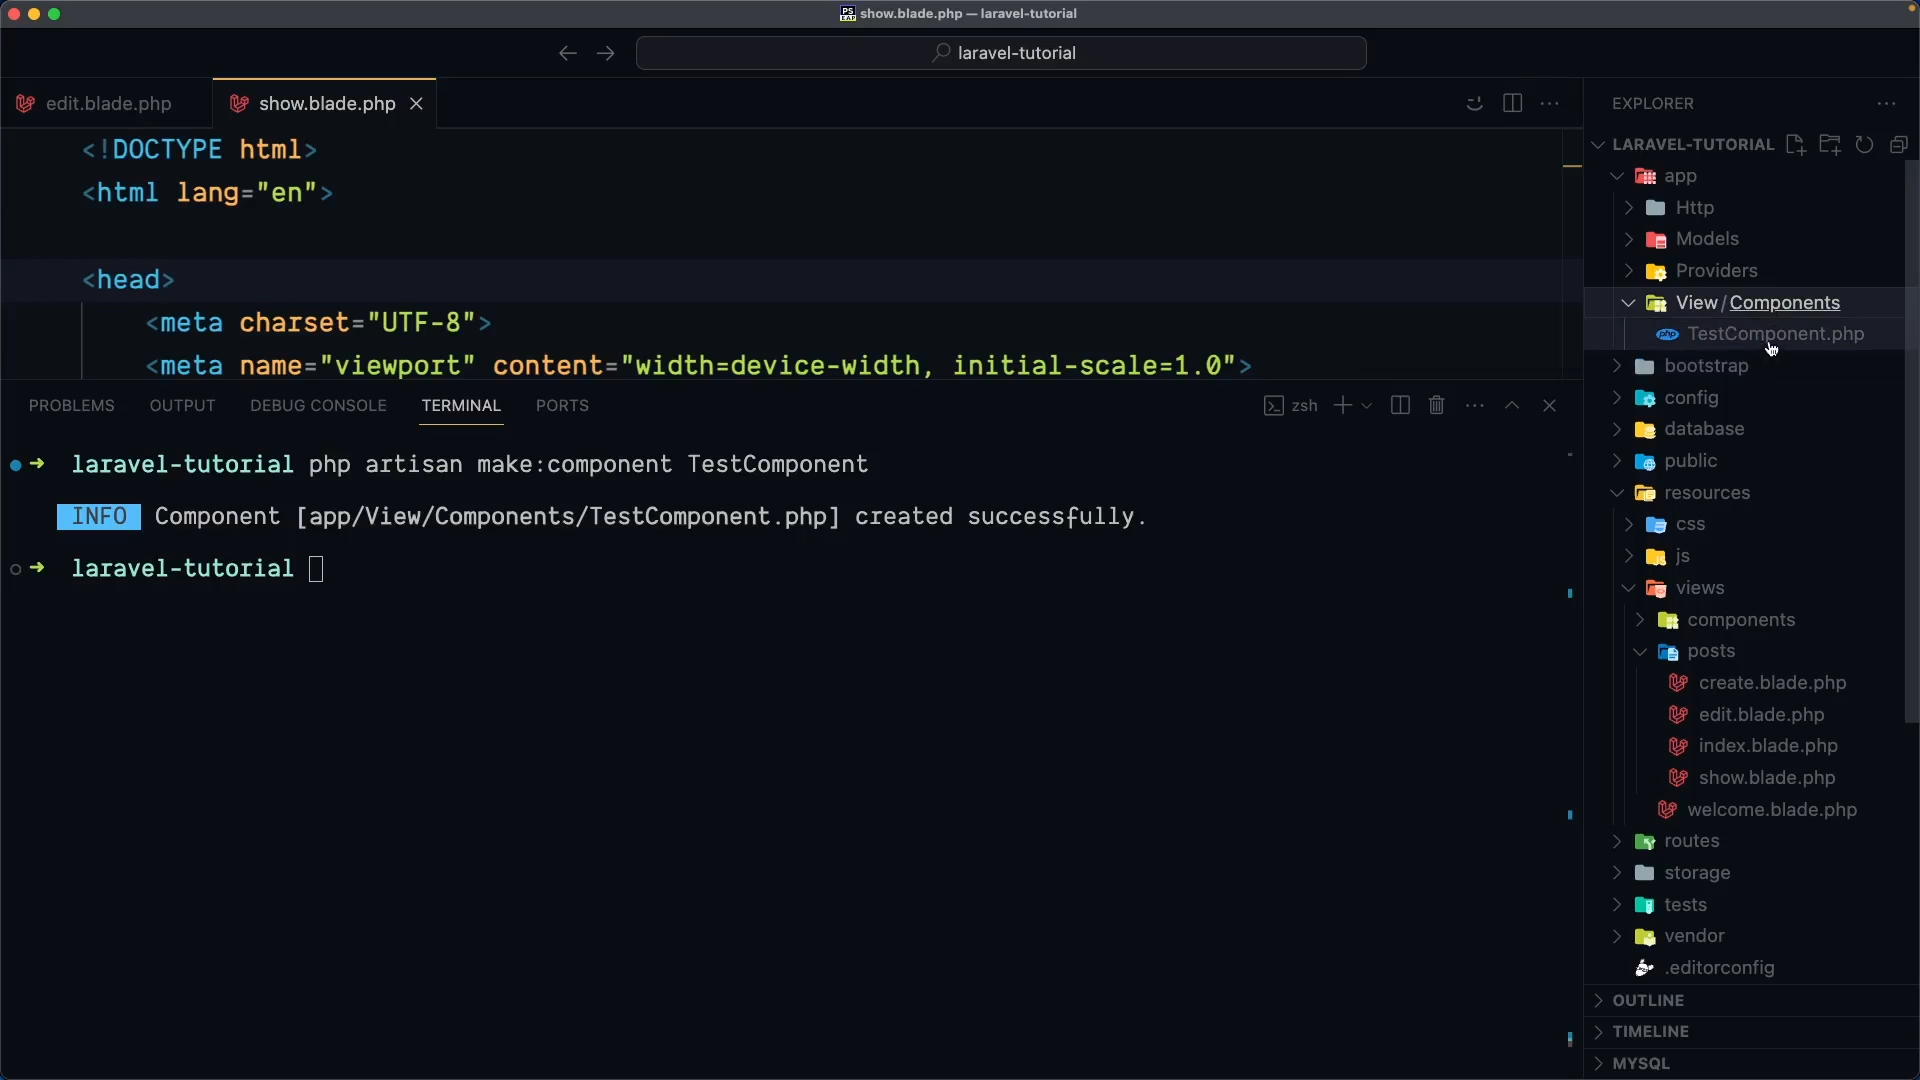 show.blade.php — laravel-tutorial
laravel-tutorial
edit.blade.php
show.blade.php
<!DOCTYPE html>
<html lang="en">
<head>
<meta charset="UTF-8">
<meta name="viewport" content="width=device-width, initial-scale=1.0">
PROBLEMS OUTPUT DEBUG CONSOLE TERMINAL PORTS
zsh
➜ laravel-tutorial php artisan make:component TestComponent
INFO Component [app/View/Components/TestComponent.php] created successfully.
➜ laravel-tutorial
EXPLORER
LARAVEL-TUTORIAL
app
Http
Models
Providers
View/Components
php TestComponent.php
bootstrap
config
database
public
resources
css
js
views
components
posts
create.blade.php
edit.blade.php
index.blade.php
show.blade.php
welcome.blade.php
routes
storage
tests
vendor
.editorconfig
OUTLINE
TIMELINE
MYSQL